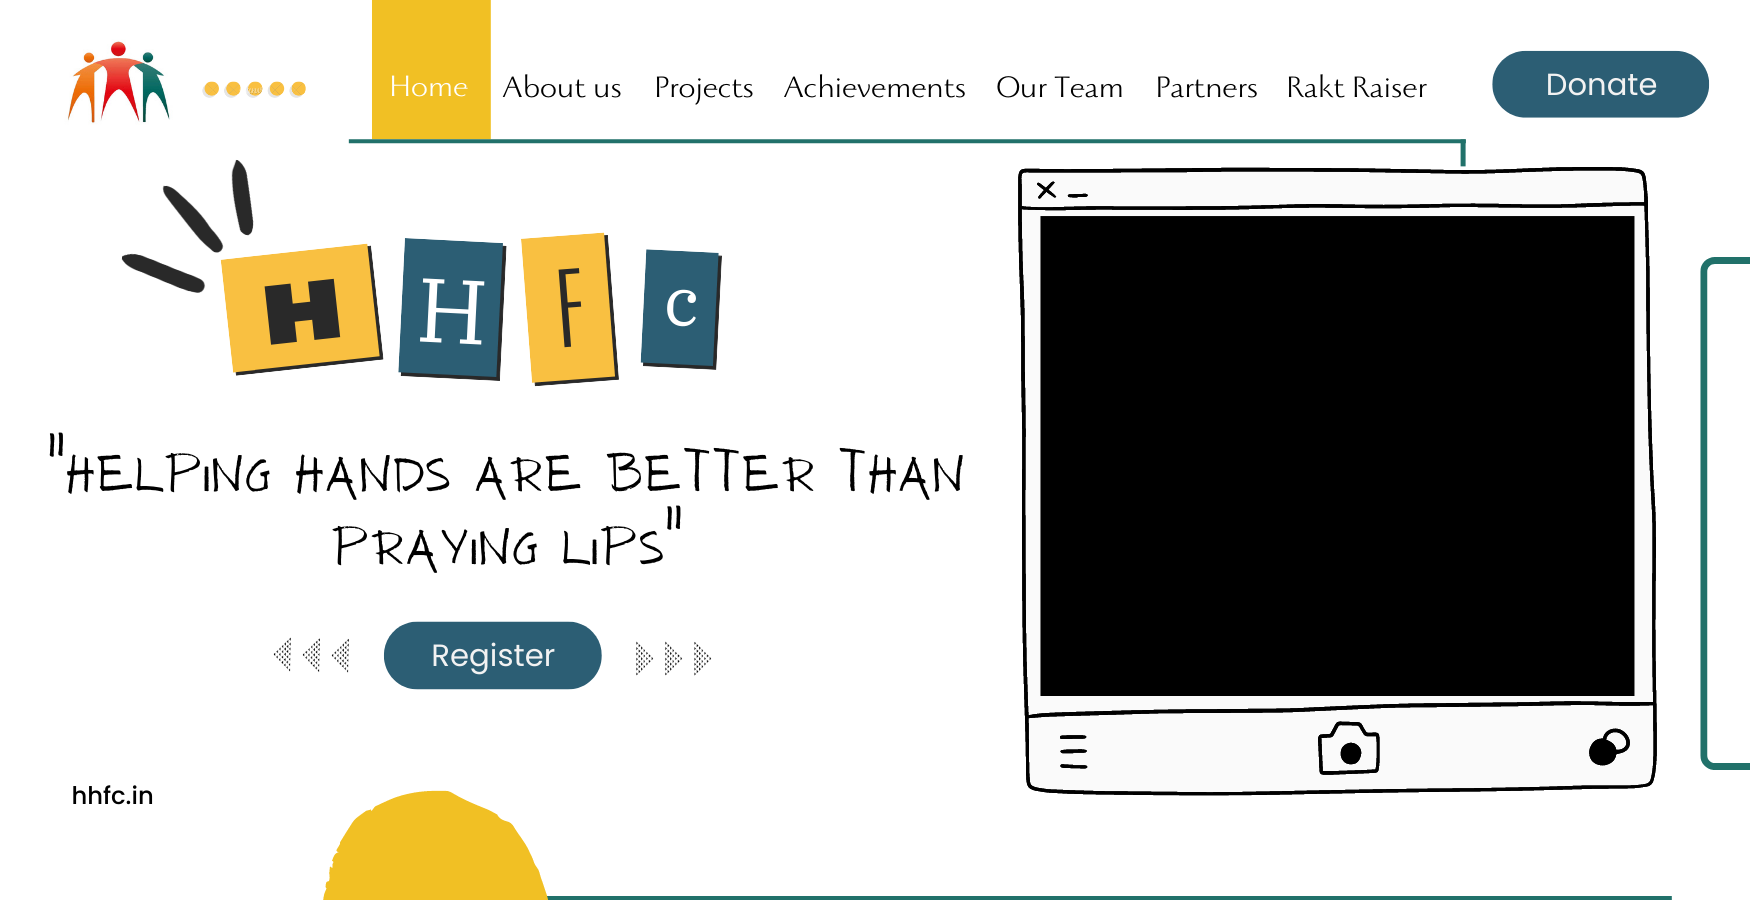 Home About us Projects Achievements Our Team Partners Rakt Raiser Donate
H H F c
"HELPING HANDS ARE BETTER THAN
PRAYING LIPS"
Register
hhfc.in